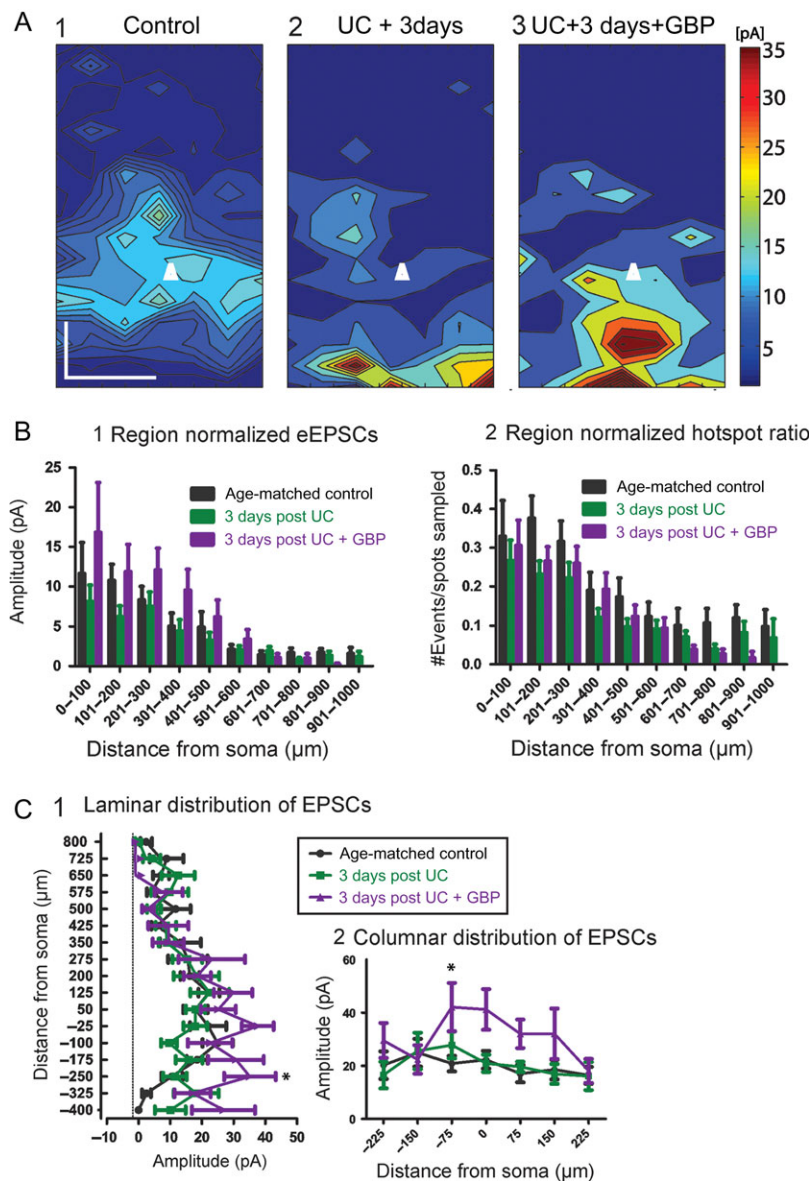 A
1 Control
2 UC + 3days
3 UC+3 days+GBP
[pA]
35
30
25
20
15
10
5
B
1 Region normalized eEPSCs
25
20
15
10
5
0
Amplitude (pA)
Age-matched control
3 days post UC
3 days post UC + GBP
0–100
101–200
201–300
301–400
401–500
501–600
601–700
701–800
801–900
901–1000
Distance from soma (µm)
2 Region normalized hotspot ratio
0.5
0.4
0.3
0.2
0.1
0.0
#Events/spots sampled
Age-matched control
3 days post UC
3 days post UC + GBP
0–100
101–200
201–300
301–400
401–500
501–600
601–700
701–800
801–900
901–1000
Distance from soma (µm)
C
1 Laminar distribution of EPSCs
800
725
650
575
500
425
350
275
200
125
50
−25
−100
−175
−250
−325
−400
Distance from soma (µm)
*
−10
0
10
20
30
40
50
Amplitude (pA)
Age-matched control
3 days post UC
3 days post UC + GBP
2 Columnar distribution of EPSCs
60
40
20
0
Amplitude (pA)
*
−225
−150
−75
0
75
150
225
Distance from soma (µm)